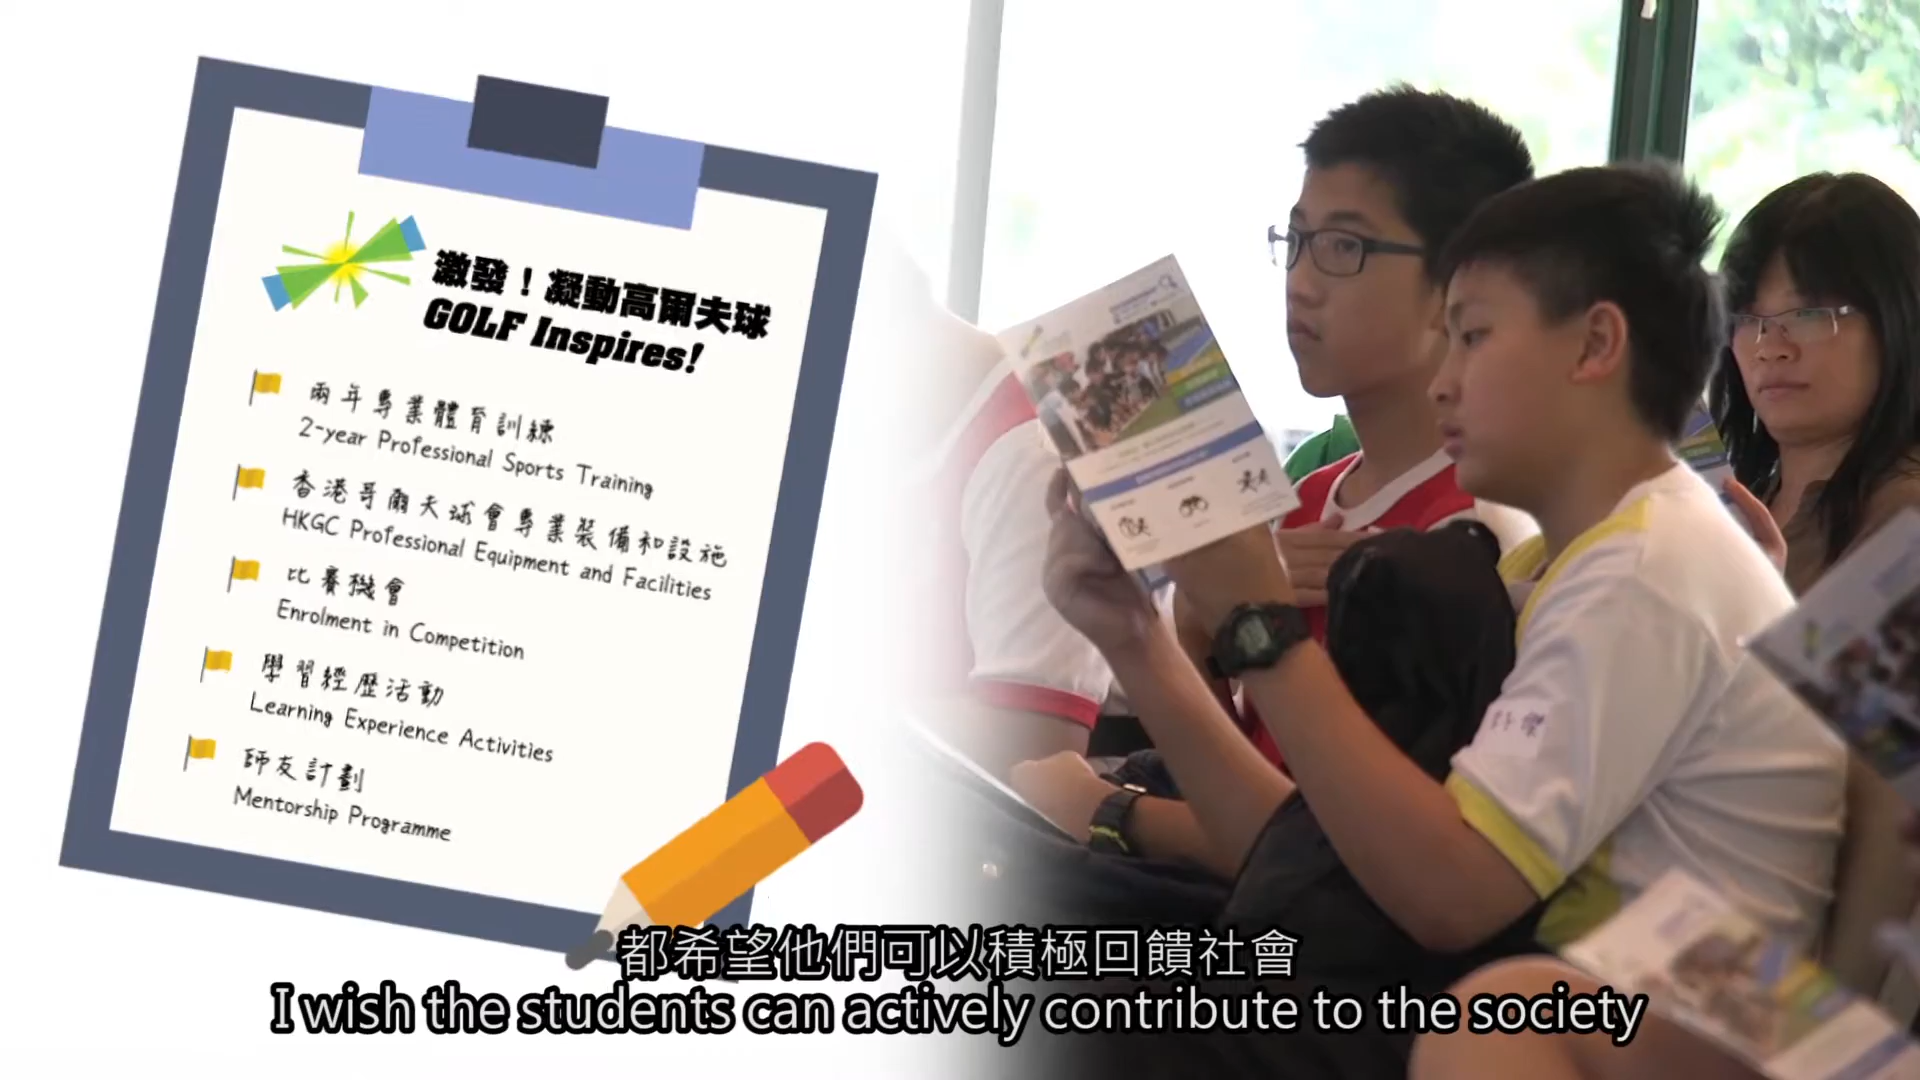 激發！凝動高爾夫球
GOLF Inspires!
兩年專業體育訓練
2-year Professional Sports Training
香港哥爾夫球會專業裝備和設施
HKGC Professional Equipment and Facilities
比賽機會
Enrolment in Competition
學習經歷活動
Learning Experience Activities
師友計劃
Mentorship Programme
都希望他們可以積極回饋社會
I wish the students can actively contribute to the society